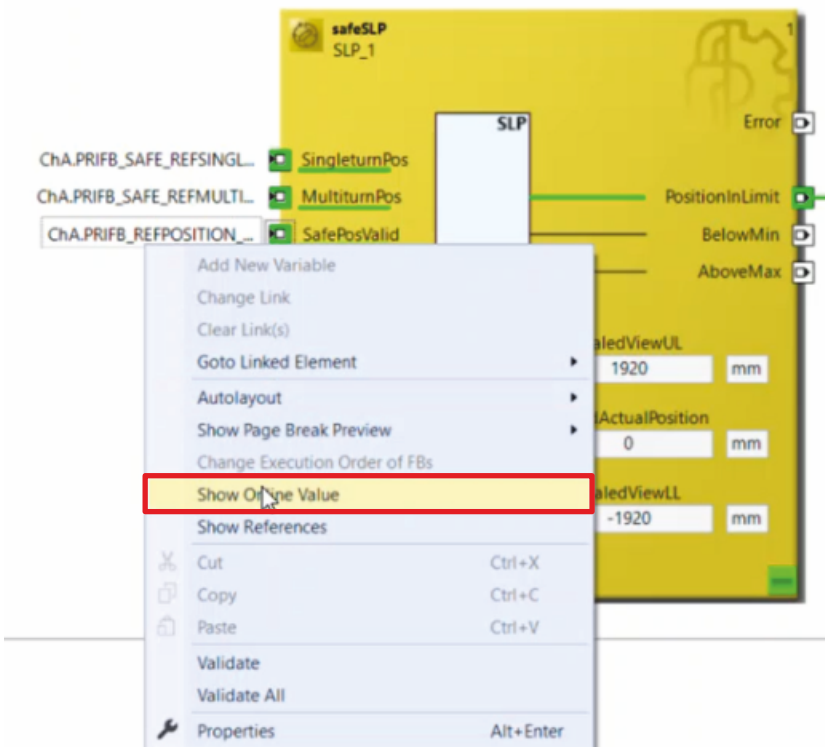 safeSLP
SLP_1
1
SLP
Error
ChA.PRIFB_SAFE_REFSINGL... SingleturnPos
ChA.PRIFB_SAFE_REFMULTI... MultiturnPos PositionInLimit
ChA.PRIFB_REFPOSITION_... SafePosValid BelowMin
AboveMax
Add New Variable
Change Link
Clear Link(s)
Goto Linked Element
Autolayout
Show Page Break Preview
Change Execution Order of FBs
Show Online Value
Show References
Cut Ctrl+X
Copy Ctrl+C
Paste Ctrl+V
Validate
Validate All
Properties Alt+Enter
aledViewUL
1920 mm
dActualPosition
0 mm
aledViewLL
-1920 mm